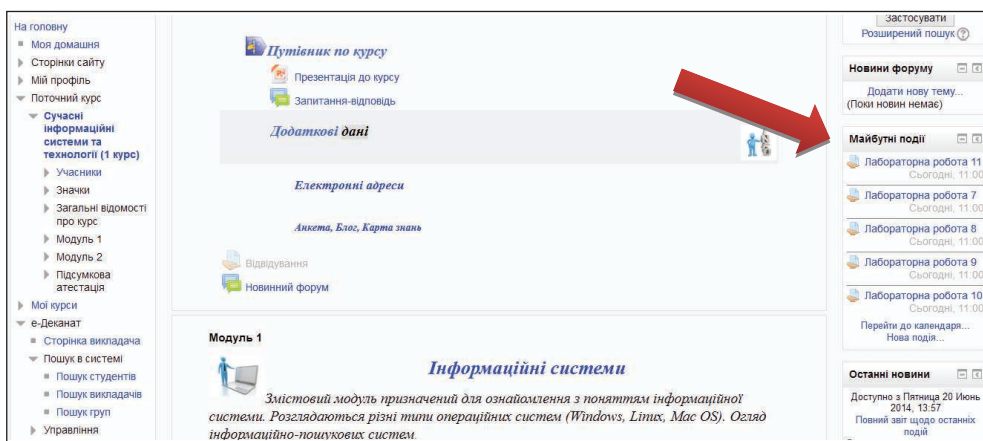 На головну
Моя домашня
Сторінки сайту
Мій профіль
Поточний курс
Сучасні
інформаційні
системи та
технології (1 курс)
Учасники
Значки
Загальні відомості
про курс
Модуль 1
Модуль 2
Підсумкова
атестація
Мої курси
е-Деканат
Сторінка викладача
Пошук в системі
Пошук студентів
Пошук викладачів
Пошук груп
Управління
Путівник по курсу
Презентація до курсу
Запитання-відповідь
Додаткові дані
Електронні адреси
Анкета, Блог, Карта знань
Відвідування
Новинний форум
Модуль 1
Інформаційні системи
Змістовий модуль призначений для ознайомлення з поняттям інформаційної
системи. Розглядаються різні типи операційних систем (Windows, Linux, Mac OS). Огляд
інформаційно-пошукових систем.
Застосувати
Розширений пошук
Новини форуму
Додати нову тему...
(Поки новин немає)
Майбутні події
Лабораторна робота 11
Сьогодні, 11:00
Лабораторна робота 7
Сьогодні, 11:00
Лабораторна робота 8
Сьогодні, 11:00
Лабораторна робота 9
Сьогодні, 11:00
Лабораторна робота 10
Сьогодні, 11:00
Перейти до календаря...
Нова подія...
Останні новини
Доступно з Пятница 20 Июнь
2014, 13:57
Повний звіт щодо останніх
подій